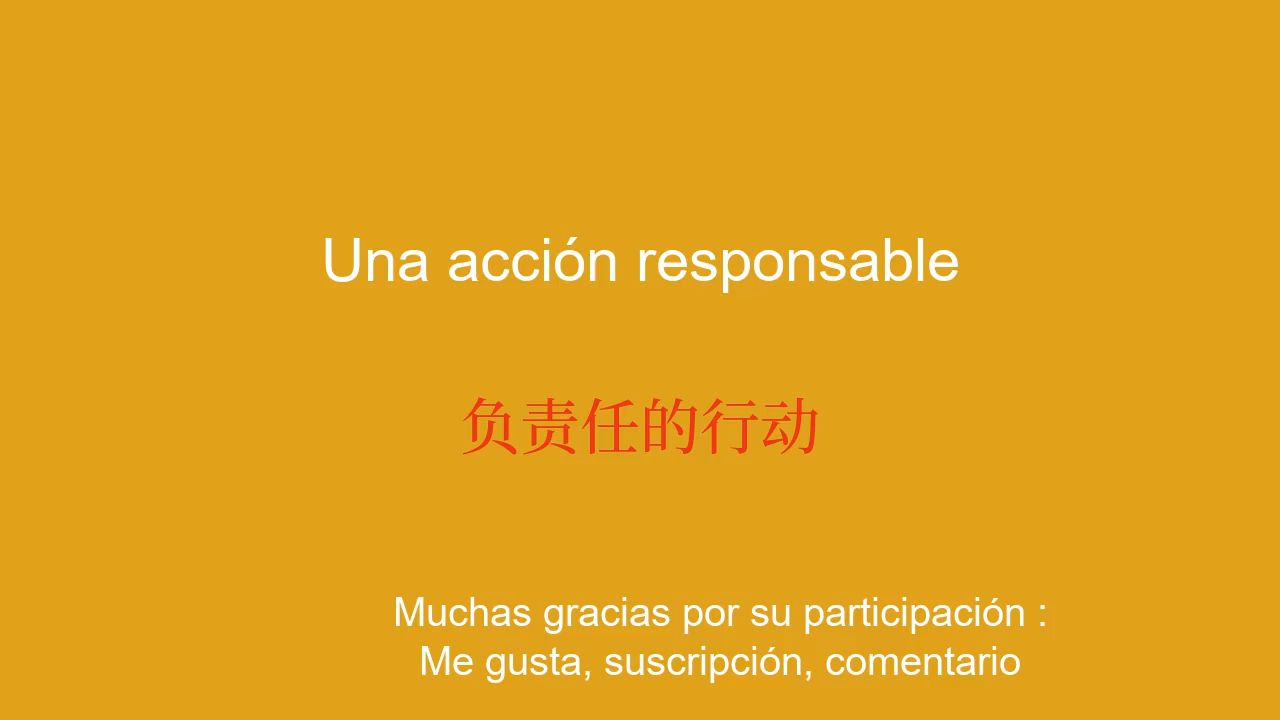 Una acción responsable
负责任的行动
Muchas gracias por su participación :
Me gusta, suscripción, comentario